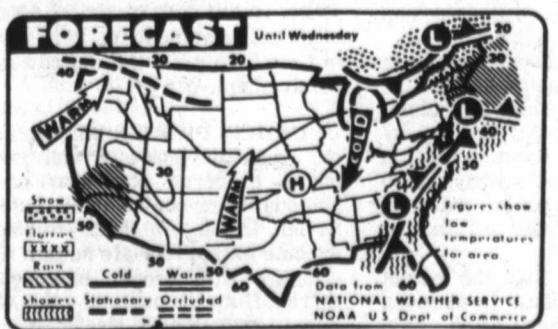 FORECAST Until Wednesday
20
40 30 20 L
30
WARM
L
COLD
40
30
H
WARM
L
Snow
50
Figures show
Flurries
low
XXXX
temperatures
Rain
for area.
50
Cold Warm
50 50 60
60
60
Data from
Showers Stationary Occluded
NATIONAL WEATHER SERVICE
NOAA U S Dept of Commerce